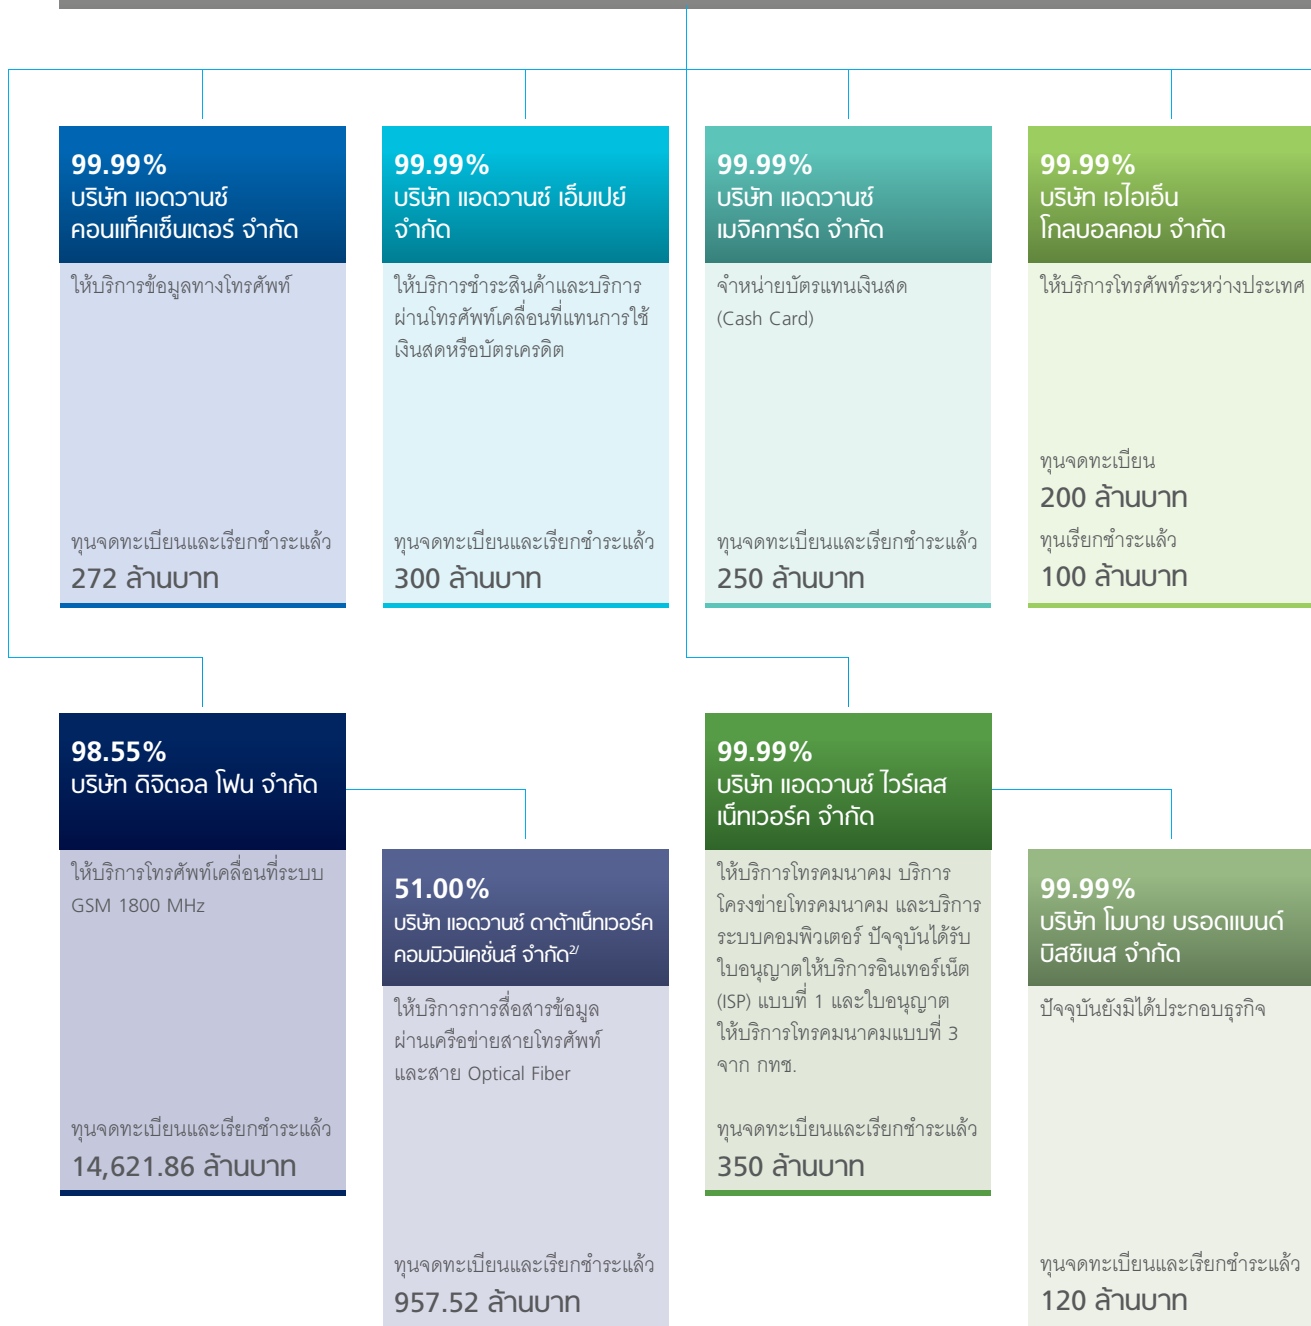 99.99%
บริษัท แอดวานซ์
คอนแท็คเซ็นเตอร์ จำกัด
ให้บริการข้อมูลทางโทรศัพท์
ทุนจดทะเบียนและเรียกชำระแล้ว
272 ล้านบาท
99.99%
บริษัท แอดวานซ์ เอ็มเปย์
จำกัด
ให้บริการชำระสินค้าและบริการ
ผ่านโทรศัพท์เคลื่อนที่แทนการใช้
เงินสดหรือบัตรเครดิต
ทุนจดทะเบียนและเรียกชำระแล้ว
300 ล้านบาท
99.99%
บริษัท แอดวานซ์
เมจิคการ์ด จำกัด
จำหน่ายบัตรแทนเงินสด
(Cash Card)
ทุนจดทะเบียนและเรียกชำระแล้ว
250 ล้านบาท
99.99%
บริษัท เอไอเอ็น
โกลบอลคอม จำกัด
ให้บริการโทรศัพท์ระหว่างประเทศ
ทุนจดทะเบียน
200 ล้านบาท
ทุนเรียกชำระแล้ว
100 ล้านบาท
98.55%
บริษัท ดิจิตอล โฟน จำกัด
ให้บริการโทรศัพท์เคลื่อนที่ระบบ
GSM 1800 MHz
ทุนจดทะเบียนและเรียกชำระแล้ว
14,621.86 ล้านบาท
51.00%
บริษัท แอดวานซ์ ดาต้าเน็ทเวอร์ค
คอมมิวนิเคชั่นส์ จำกัด2/
ให้บริการการสื่อสารข้อมูล
ผ่านเครือข่ายสายโทรศัพท์
และสาย Optical Fiber
ทุนจดทะเบียนและเรียกชำระแล้ว
957.52 ล้านบาท
99.99%
บริษัท แอดวานซ์ ไวร์เลส
เน็ทเวอร์ค จำกัด
ให้บริการโทรคมนาคม บริการ
โครงข่ายโทรคมนาคม และบริการ
ระบบคอมพิวเตอร์ ปัจจุบันได้รับ
ใบอนุญาตให้บริการอินเทอร์เน็ต
(ISP) แบบที่ 1 และใบอนุญาต
ให้บริการโทรคมนาคมแบบที่ 3
จาก กทช.
ทุนจดทะเบียนและเรียกชำระแล้ว
350 ล้านบาท
99.99%
บริษัท โมบาย บรอดแบนด์
บิสซิเนส จำกัด
ปัจจุบันยังมิได้ประกอบธุรกิจ
ทุนจดทะเบียนและเรียกชำระแล้ว
120 ล้านบาท